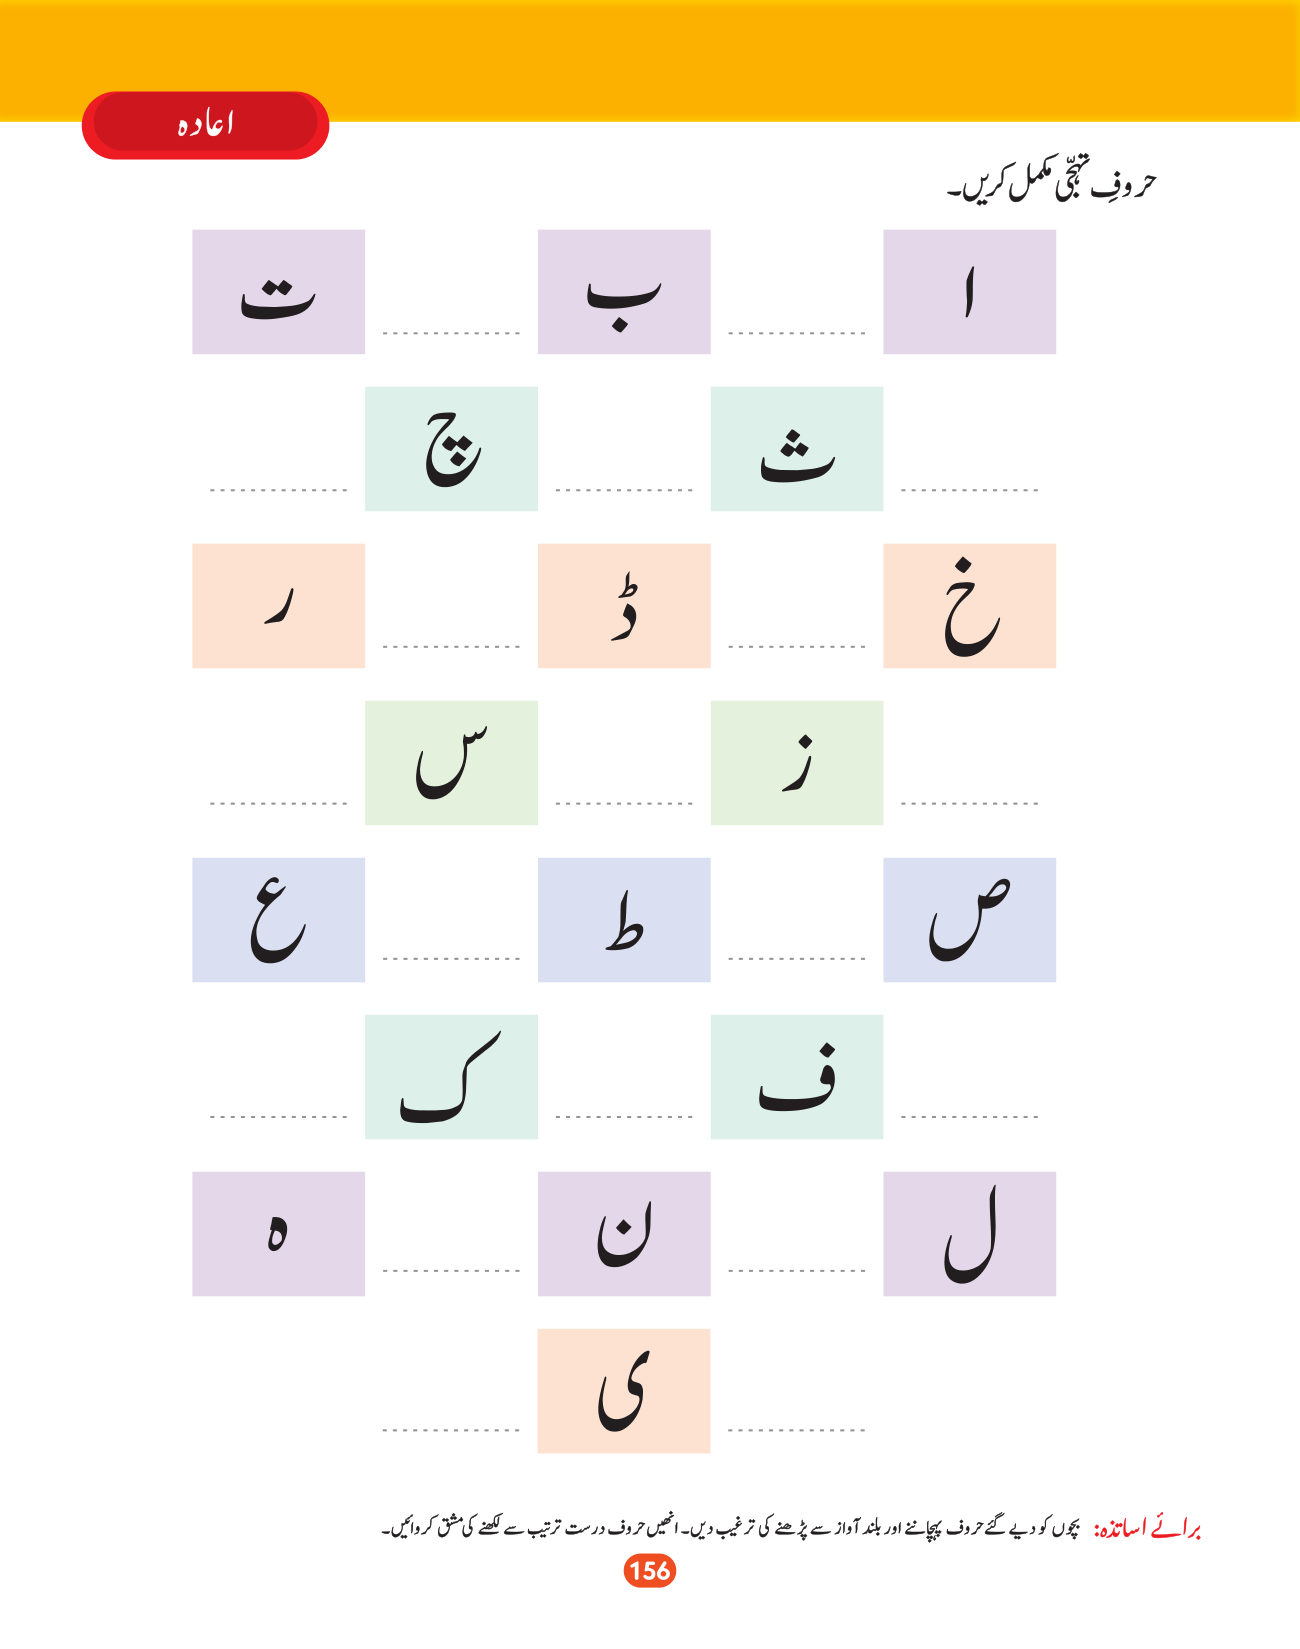 اعادہ
حروفِ تہجّی مکمل کریں۔
ا ب ت
ث چ
خ ڈ ر
ز س
ص ط ع
ف ک
ل ن ہ
ی
برائے اساتذہ: بچوں کو دیے گئے حروف پہچاننے اور بلند آواز سے پڑھنے کی ترغیب دیں۔ انھیں حروف درست ترتیب سے لکھنے کی مشق کروائیں۔
156